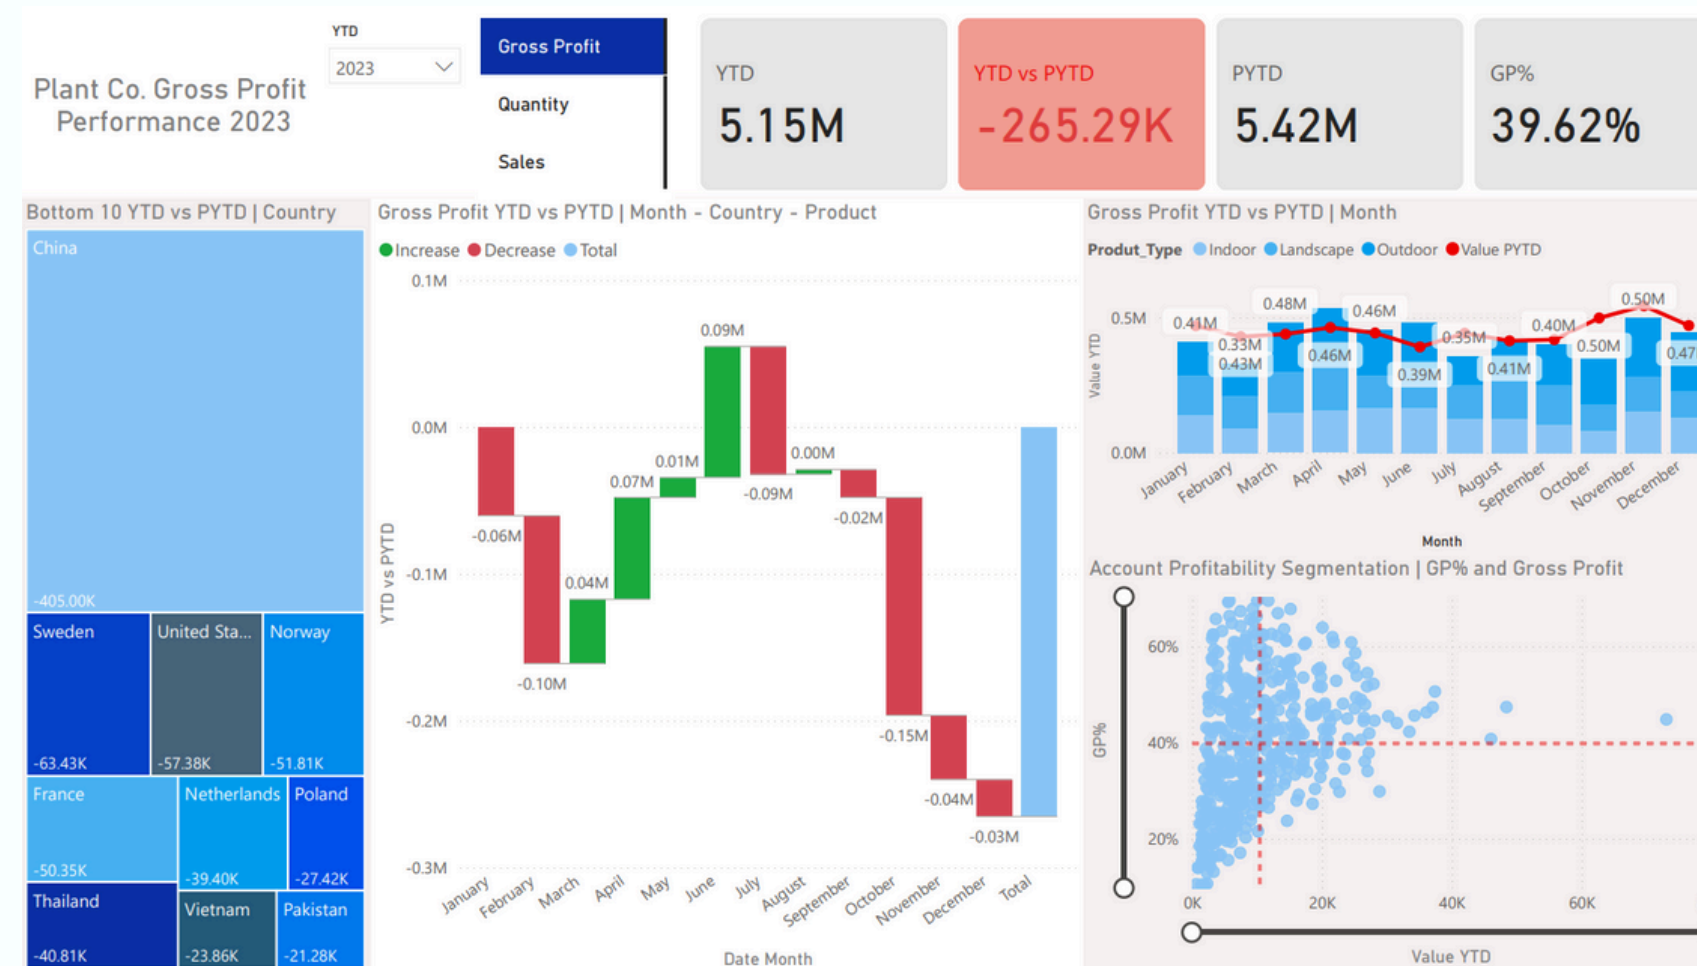 Plant Co. Gross Profit
Performance 2023
YTD
2023
Gross Profit
Quantity
Sales
YTD
5.15M
YTD vs PYTD
-265.29K
PYTD
5.42M
GP%
39.62%
Bottom 10 YTD vs PYTD | Country
China
-405.00K
Sweden
-63.43K
United Sta...
-57.38K
Norway
-51.81K
France
-50.35K
Netherlands
-39.40K
Poland
-27.42K
Thailand
-40.81K
Vietnam
-23.86K
Pakistan
-21.28K
Gross Profit YTD vs PYTD | Month - Country - Product
Increase Decrease Total
YTD vs PYTD
0.1M
0.0M
-0.1M
-0.2M
-0.3M
-0.06M
-0.10M
0.04M
0.07M
0.01M
0.09M
-0.09M
0.00M
-0.02M
-0.15M
-0.04M
-0.03M
January
February
March
April
May
June
July
August
September
October
November
December
Total
Date Month
Gross Profit YTD vs PYTD | Month
Produt_Type Indoor Landscape Outdoor Value PYTD
Value YTD
0.5M
0.0M
0.41M
0.33M
0.43M
0.48M
0.46M
0.46M
0.39M
0.35M
0.41M
0.40M
0.50M
0.50M
0.47
January
February
March
April
May
June
July
August
September
October
November
December
Month
Account Profitability Segmentation | GP% and Gross Profit
GP%
60%
40%
20%
0K
20K
40K
60K
Value YTD